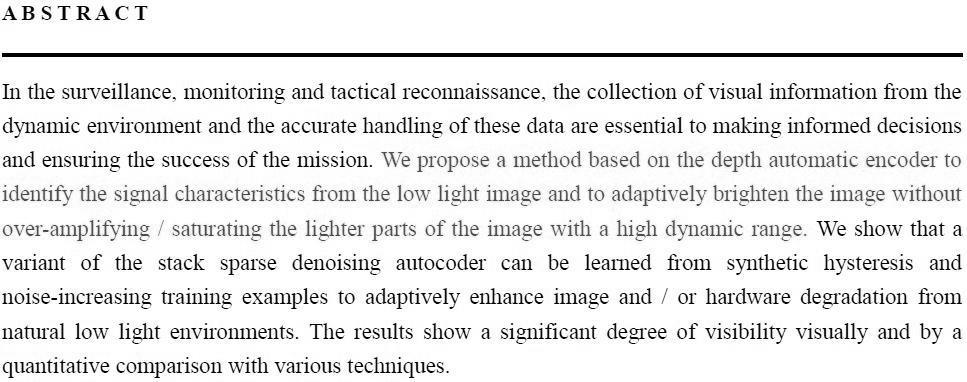 ABSTRACT
In the surveillance, monitoring and tactical reconnaissance, the collection of visual information from the
dynamic environment and the accurate handling of these data are essential to making informed decisions
and ensuring the success of the mission. We propose a method based on the depth automatic encoder to
identify the signal characteristics from the low light image and to adaptively brighten the image without
over-amplifying / saturating the lighter parts of the image with a high dynamic range. We show that a
variant of the stack sparse denoising autocoder can be learned from synthetic hysteresis and
noise-increasing training examples to adaptively enhance image and / or hardware degradation from
natural low light environments. The results show a significant degree of visibility visually and by a
quantitative comparison with various techniques.